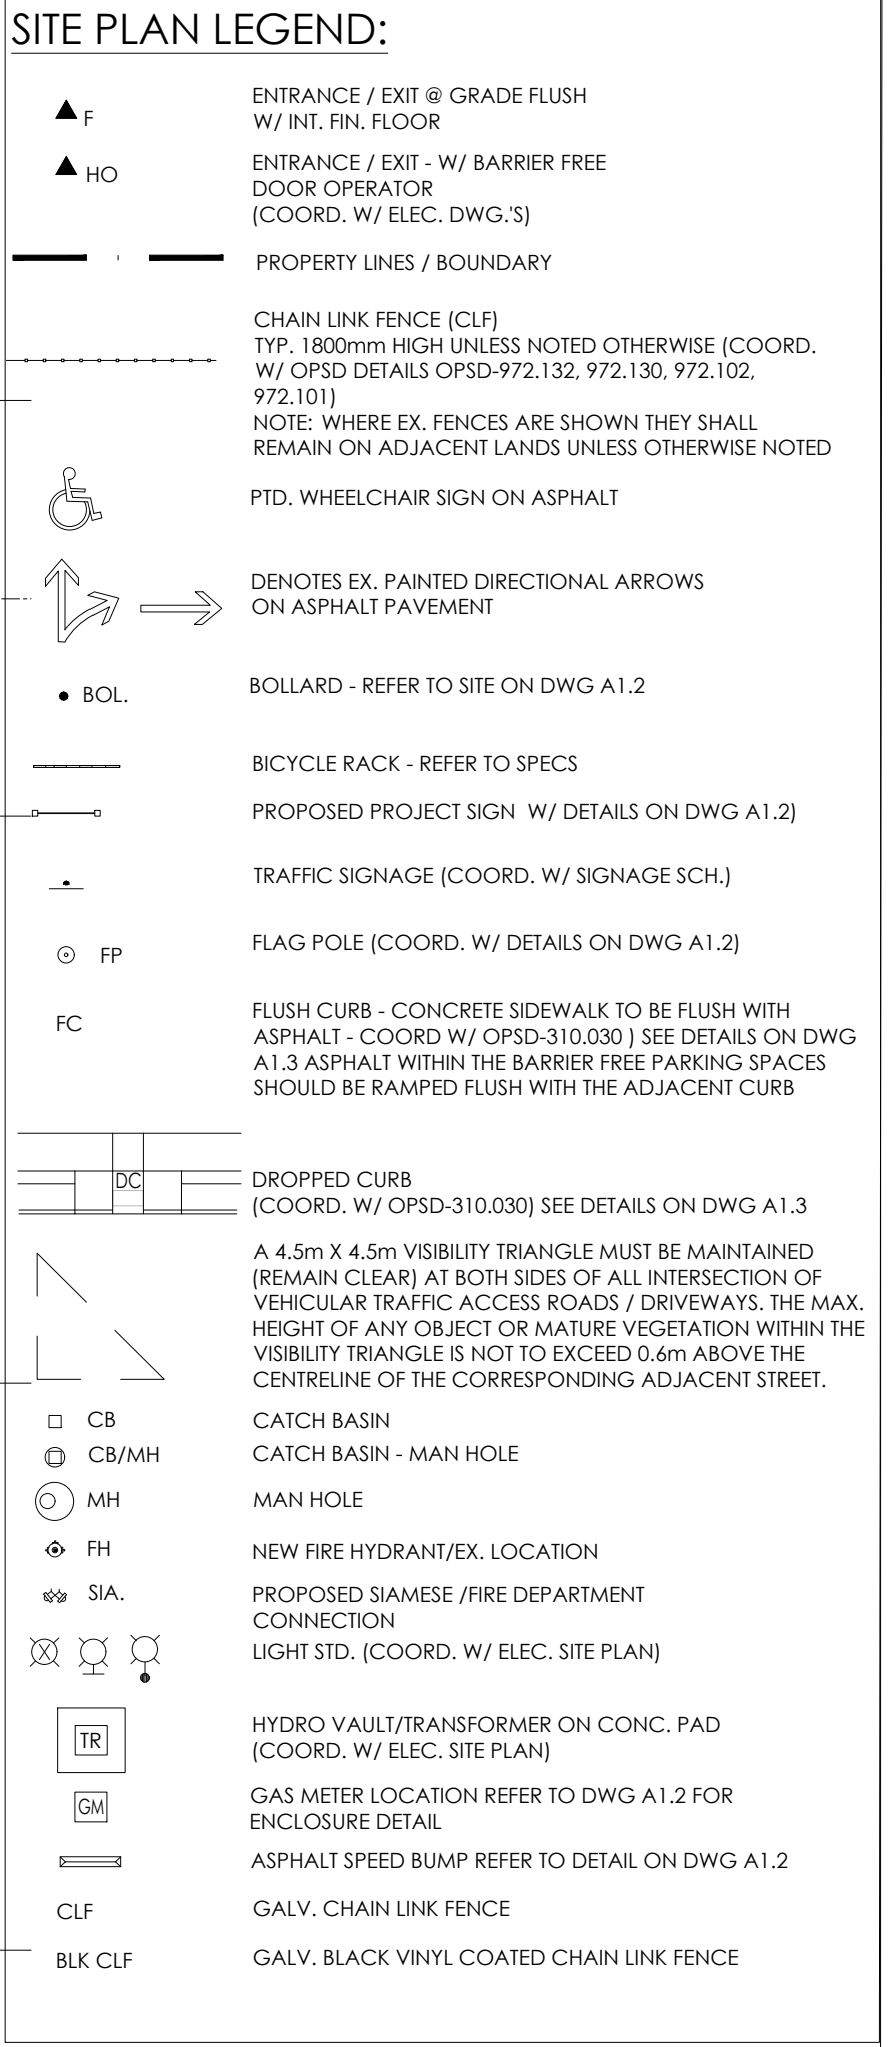 SITE PLAN LEGEND:
F
ENTRANCE / EXIT @ GRADE FLUSH
W/ INT. FIN. FLOOR
HO
ENTRANCE / EXIT - W/ BARRIER FREE
DOOR OPERATOR
(COORD. W/ ELEC. DWG.'S)
PROPERTY LINES / BOUNDARY
CHAIN LINK FENCE (CLF)
TYP. 1800mm HIGH UNLESS NOTED OTHERWISE (COORD.
W/ OPSD DETAILS OPSD-972.132, 972.130, 972.102,
972.101)
NOTE: WHERE EX. FENCES ARE SHOWN THEY SHALL
REMAIN ON ADJACENT LANDS UNLESS OTHERWISE NOTED
PTD. WHEELCHAIR SIGN ON ASPHALT
DENOTES EX. PAINTED DIRECTIONAL ARROWS
ON ASPHALT PAVEMENT
BOL.
BOLLARD - REFER TO SITE ON DWG A1.2
BICYCLE RACK - REFER TO SPECS
PROPOSED PROJECT SIGN W/ DETAILS ON DWG A1.2)
TRAFFIC SIGNAGE (COORD. W/ SIGNAGE SCH.)
FP
FLAG POLE (COORD. W/ DETAILS ON DWG A1.2)
FC
FLUSH CURB - CONCRETE SIDEWALK TO BE FLUSH WITH
ASPHALT - COORD W/ OPSD-310.030 ) SEE DETAILS ON DWG
A1.3 ASPHALT WITHIN THE BARRIER FREE PARKING SPACES
SHOULD BE RAMPED FLUSH WITH THE ADJACENT CURB
DC
DROPPED CURB
(COORD. W/ OPSD-310.030) SEE DETAILS ON DWG A1.3
A 4.5m X 4.5m VISIBILITY TRIANGLE MUST BE MAINTAINED
(REMAIN CLEAR) AT BOTH SIDES OF ALL INTERSECTION OF
VEHICULAR TRAFFIC ACCESS ROADS / DRIVEWAYS. THE MAX.
HEIGHT OF ANY OBJECT OR MATURE VEGETATION WITHIN THE
VISIBILITY TRIANGLE IS NOT TO EXCEED 0.6m ABOVE THE
CENTRELINE OF THE CORRESPONDING ADJACENT STREET.
CB
CATCH BASIN
CB/MH
CATCH BASIN - MAN HOLE
MH
MAN HOLE
FH
NEW FIRE HYDRANT/EX. LOCATION
SIA.
PROPOSED SIAMESE /FIRE DEPARTMENT
CONNECTION
LIGHT STD. (COORD. W/ ELEC. SITE PLAN)
TR
HYDRO VAULT/TRANSFORMER ON CONC. PAD
(COORD. W/ ELEC. SITE PLAN)
GM
GAS METER LOCATION REFER TO DWG A1.2 FOR
ENCLOSURE DETAIL
ASPHALT SPEED BUMP REFER TO DETAIL ON DWG A1.2
CLF
GALV. CHAIN LINK FENCE
BLK CLF
GALV. BLACK VINYL COATED CHAIN LINK FENCE